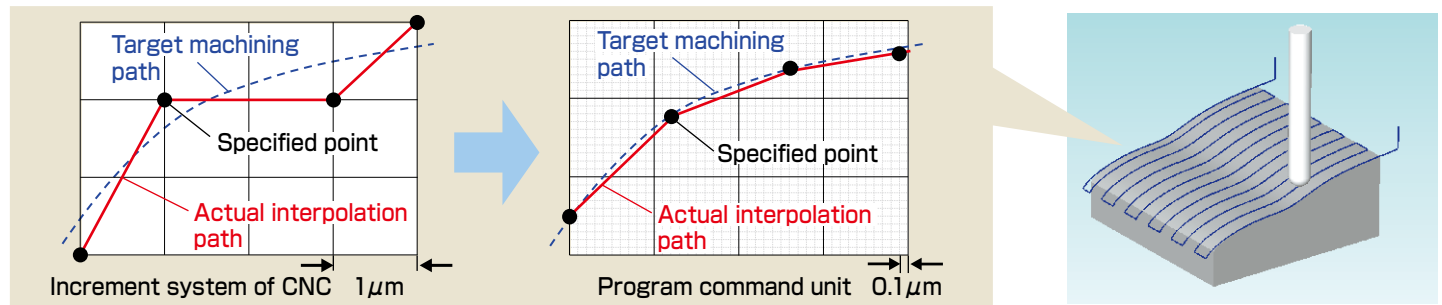 Target machining
path
Specified point
Actual interpolation
path
Increment system of CNC 1μm
Target machining
path
Specified point
Actual interpolation
path
Program command unit 0.1μm